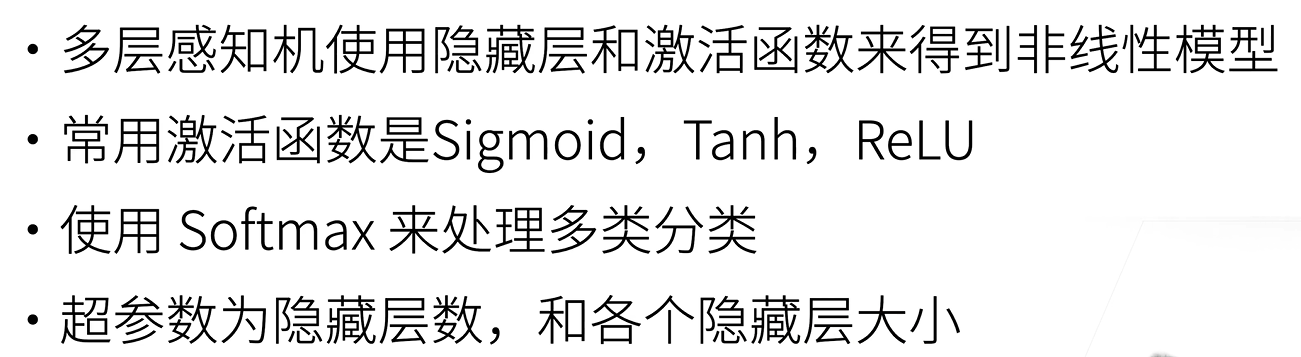 • 多层感知机使用隐藏层和激活函数来得到非线性模型
• 常用激活函数是Sigmoid，Tanh，ReLU
• 使用 Softmax 来处理多类分类
• 超参数为隐藏层数，和各个隐藏层大小